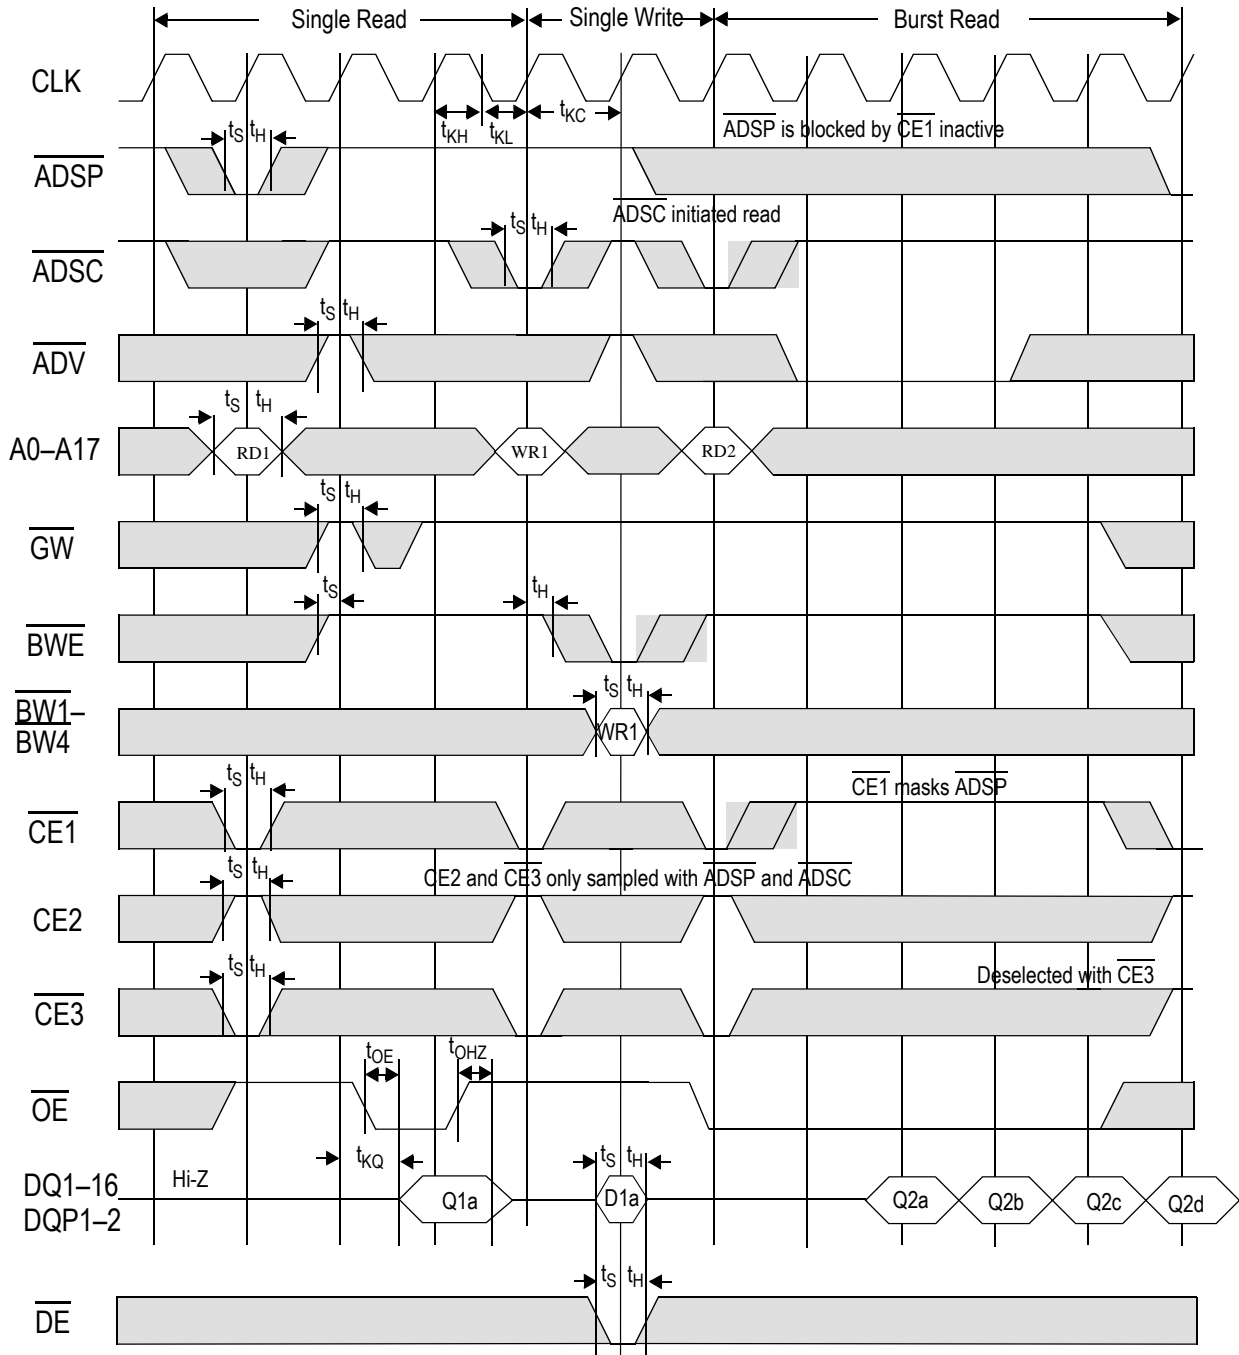 Single Read Single Write Burst Read
CLK
tKH tKL tKC
ADSP is blocked by CE1 inactive
tS tH
ADSP
ADSC initiated read
tS tH
ADSC
tS tH
ADV
tS tH
A0–A17 RD1 WR1 RD2
tS tH
GW
tS tH
BWE
tS tH
BW1–
BW4 WR1
tS tH
CE1 masks ADSP
CE1
tS tH
CE2 and CE3 only sampled with ADSP and ADSC
CE2
tS tH
Deselected with CE3
CE3
tOE tOHZ
OE
tKQ tS tH
DQ1–16 Hi-Z
Q1a D1a Q2a Q2b Q2c Q2d
DQP1–2
tS tH
DE